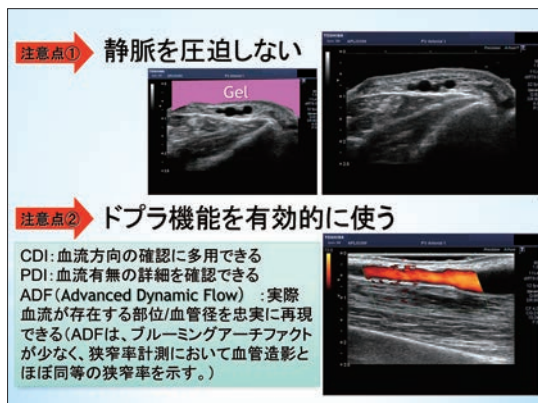 注意点① 静脈を圧迫しない
TOSHIBA
TOSHIBA
Gel
注意点② ドプラ機能を有効的に使う
CDI:血流方向の確認に多用できる
PDI:血流有無の詳細を確認できる
ADF(Advanced Dynamic Flow) :実際
血流が存在する部位/血管径を忠実に再現
できる(ADFは、ブルーミングアーチファクト
が少なく、狭窄率計測において血管造影と
ほぼ同等の狭窄率を示す。)